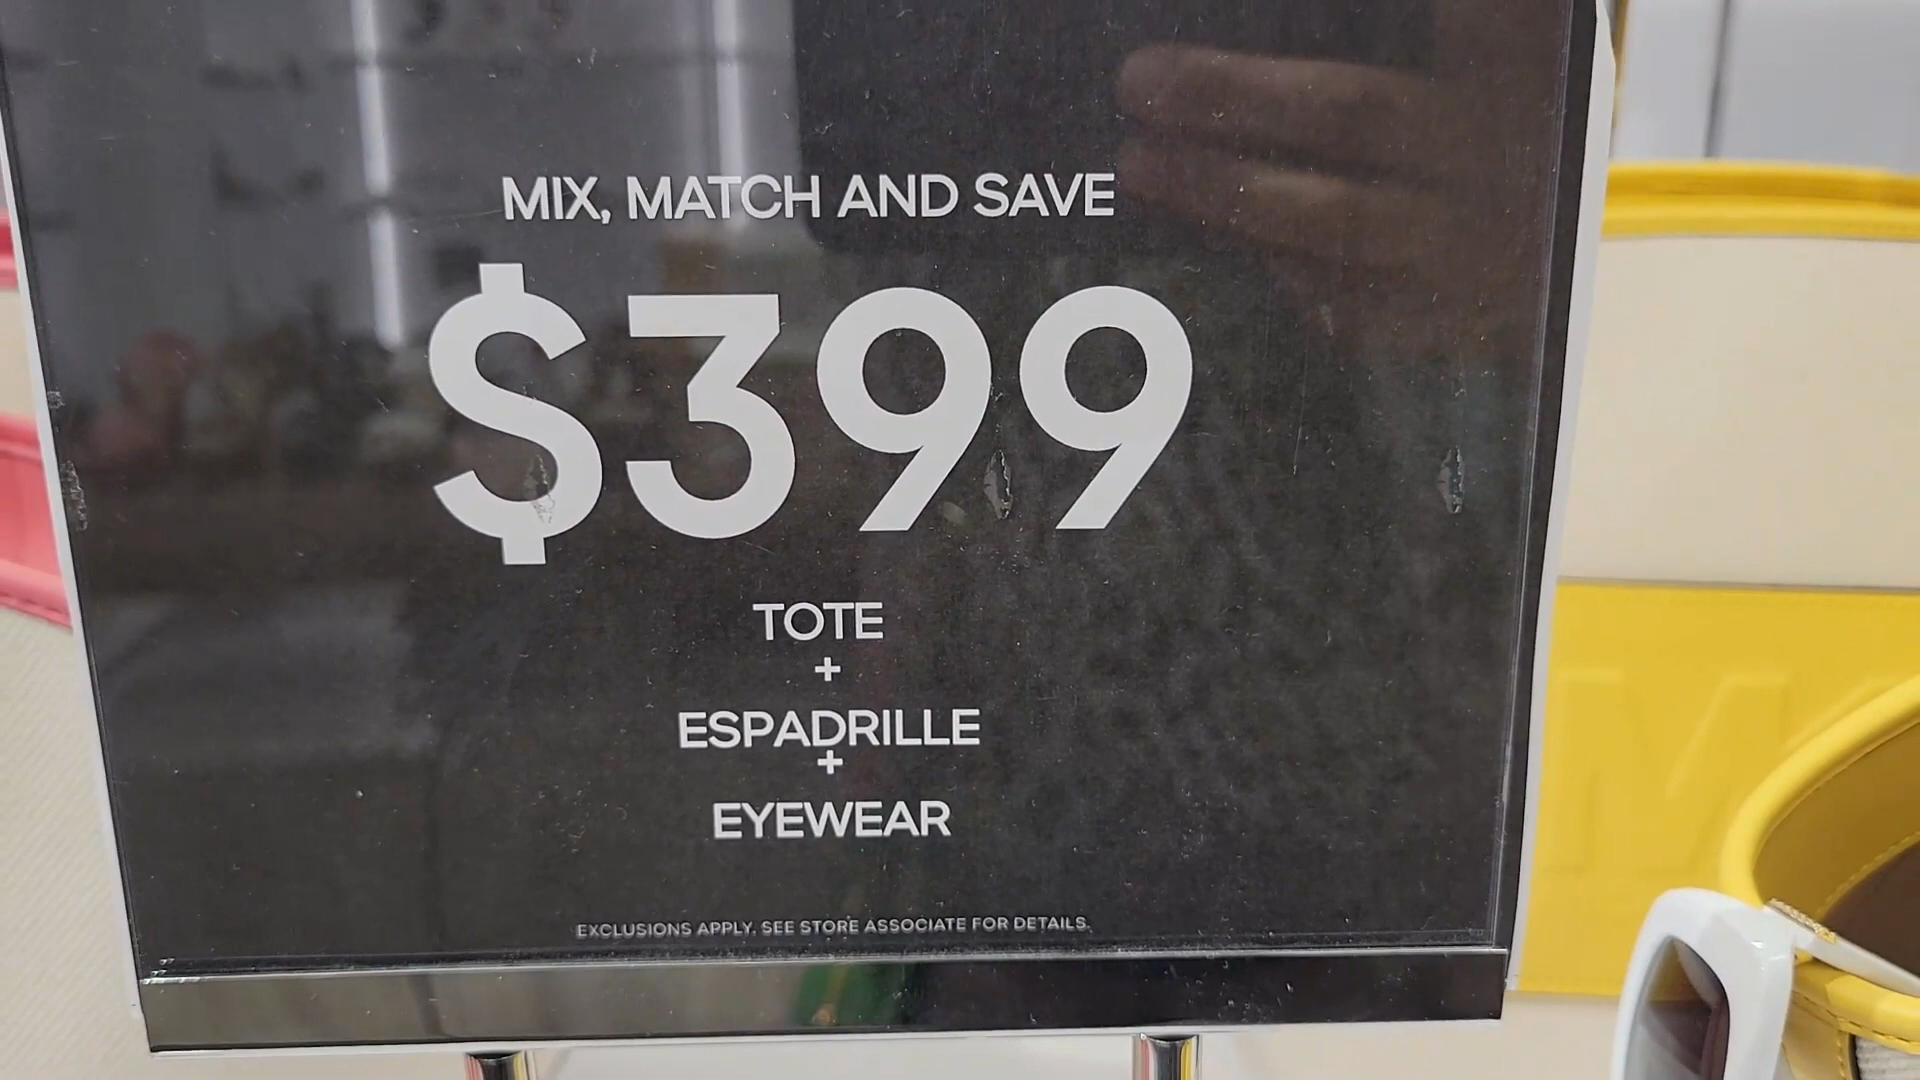 MIX, MATCH AND SAVE
$399
TOTE
+
ESPADRILLE
+
EYEWEAR
EXCLUSIONS APPLY. SEE STORE ASSOCIATE FOR DETAILS.